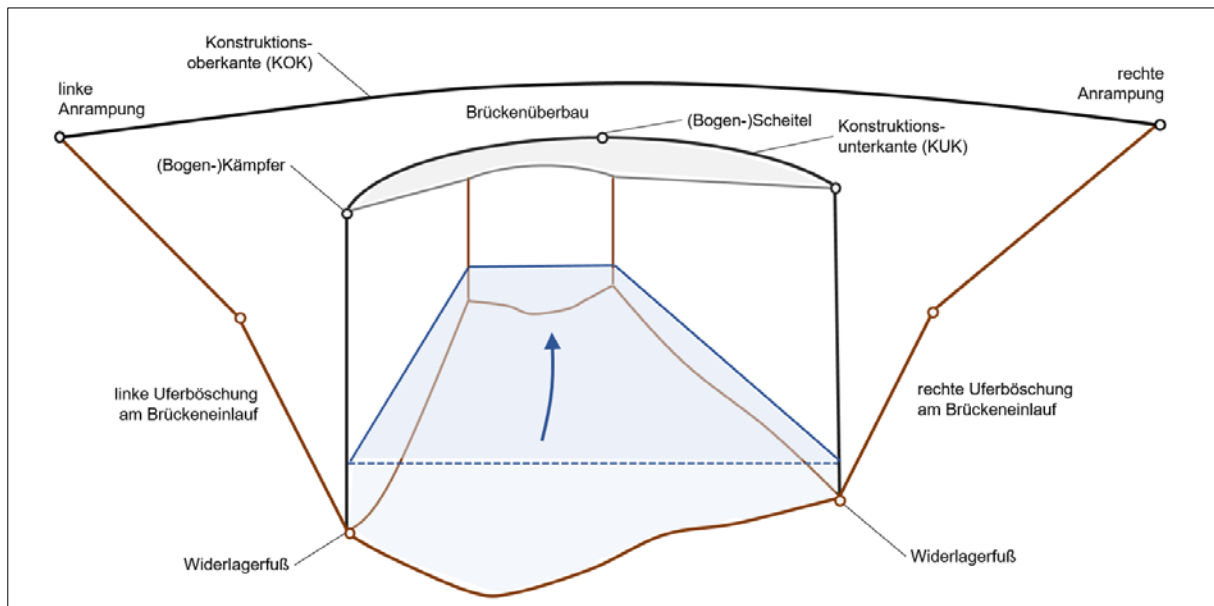 Konstruktions-
oberkante (KOK)
linke
Anrampung
rechte
Anrampung
Brückenüberbau
(Bogen-)Scheitel
Konstruktions-
unterkante (KUK)
(Bogen-)Kämpfer
linke Uferböschung
am Brückeneinlauf
rechte Uferböschung
am Brückeneinlauf
Widerlagerfuß
Widerlagerfuß